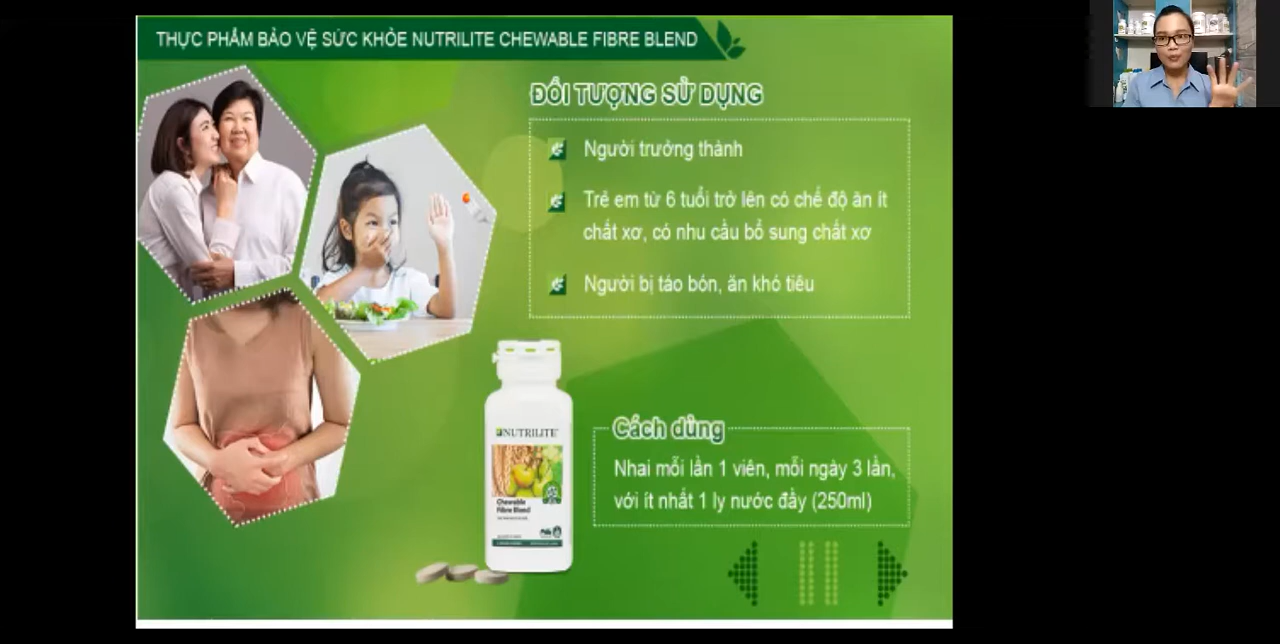 THỰC PHẨM BẢO VỆ SỨC KHỎE NUTRILITE CHEWABLE FIBRE BLEND
ĐỐI TƯỢNG SỬ DỤNG
Người trưởng thành
Trẻ em từ 6 tuổi trở lên có chế độ ăn ít
chất xơ, có nhu cầu bổ sung chất xơ
Người bị táo bón, ăn khó tiêu
NUTRILITE
Chewable
Fibre Blend
Cách dùng
Nhai mỗi lần 1 viên, mỗi ngày 3 lần,
với ít nhất 1 ly nước đầy (250ml)